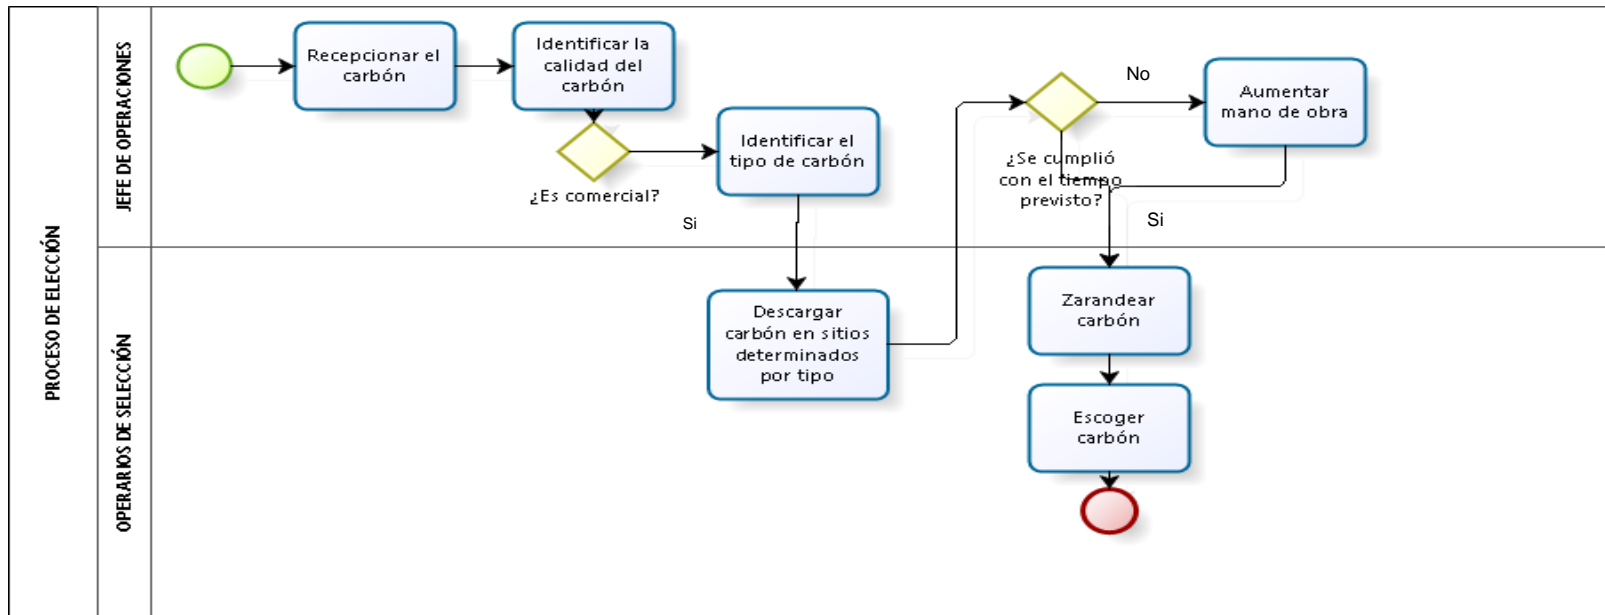 PROCESO DE ELECCIÓN
JEFE DE OPERACIONES
Recepcionar el
carbón
Identificar la
calidad del
carbón
¿Es comercial?
Identificar el
tipo de carbón
Si
¿Se cumplió
con el tiempo
previsto?
No
Aumentar
mano de obra
Si
OPERARIOS DE SELECCIÓN
Descargar
carbón en sitios
determinados
por tipo
Zarandear
carbón
Escoger
carbón